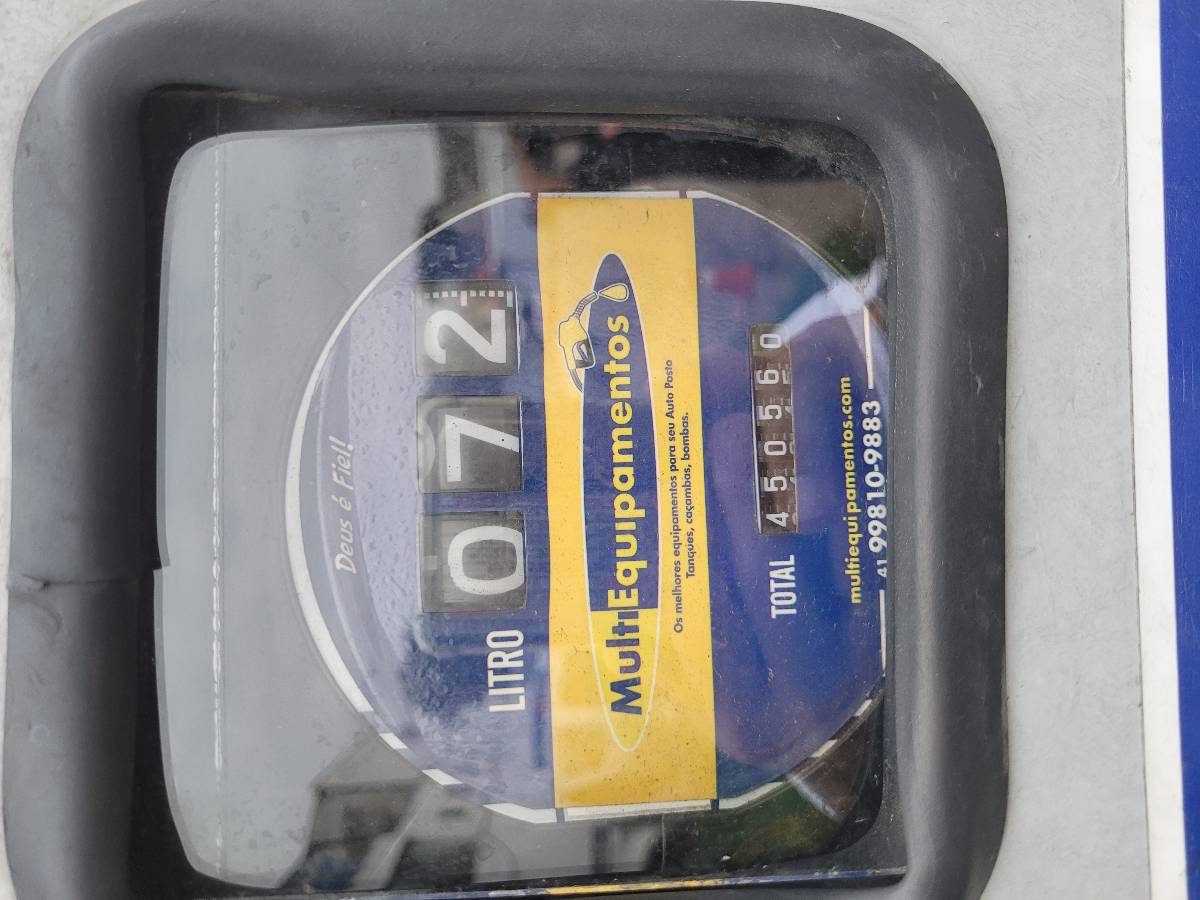 Deus é Fiel!
LITRO 072
MultiEquipamentos
Os melhores equipamentos para seu Auto Posto
Tanques, caçambas, bombas.
TOTAL 450560
multiequipamentos.com
41 99810-9883